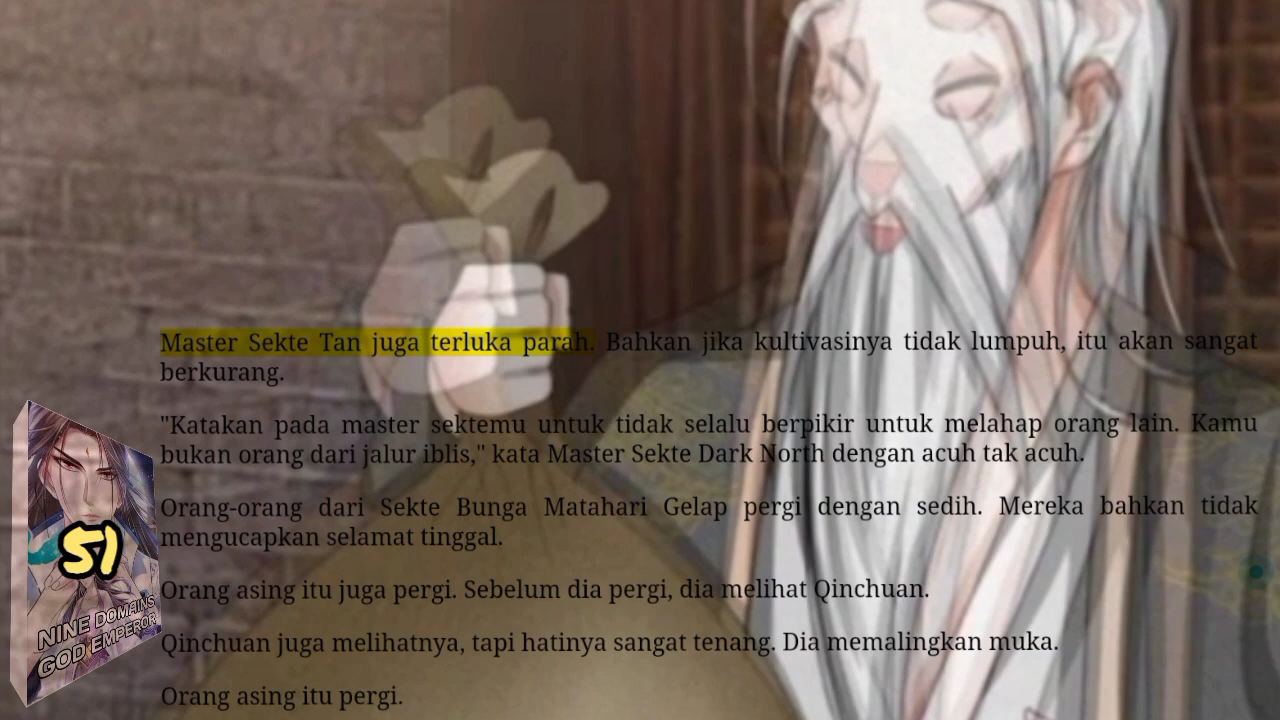 Master Sekte Tan juga terluka parah. Bahkan jika kultivasinya tidak lumpuh, itu akan sangat
berkurang.
"Katakan pada master sektemu untuk tidak selalu berpikir untuk melahap orang lain. Kamu
bukan orang dari jalur iblis," kata Master Sekte Dark North dengan acuh tak acuh.
Orang-orang dari Sekte Bunga Matahari Gelap pergi dengan sedih. Mereka bahkan tidak
mengucapkan selamat tinggal.
Orang asing itu juga pergi. Sebelum dia pergi, dia melihat Qinchuan.
Qinchuan juga melihatnya, tapi hatinya sangat tenang. Dia memalingkan muka.
Orang asing itu pergi.
51
NINE DOMAINS
GOD EMPEROR